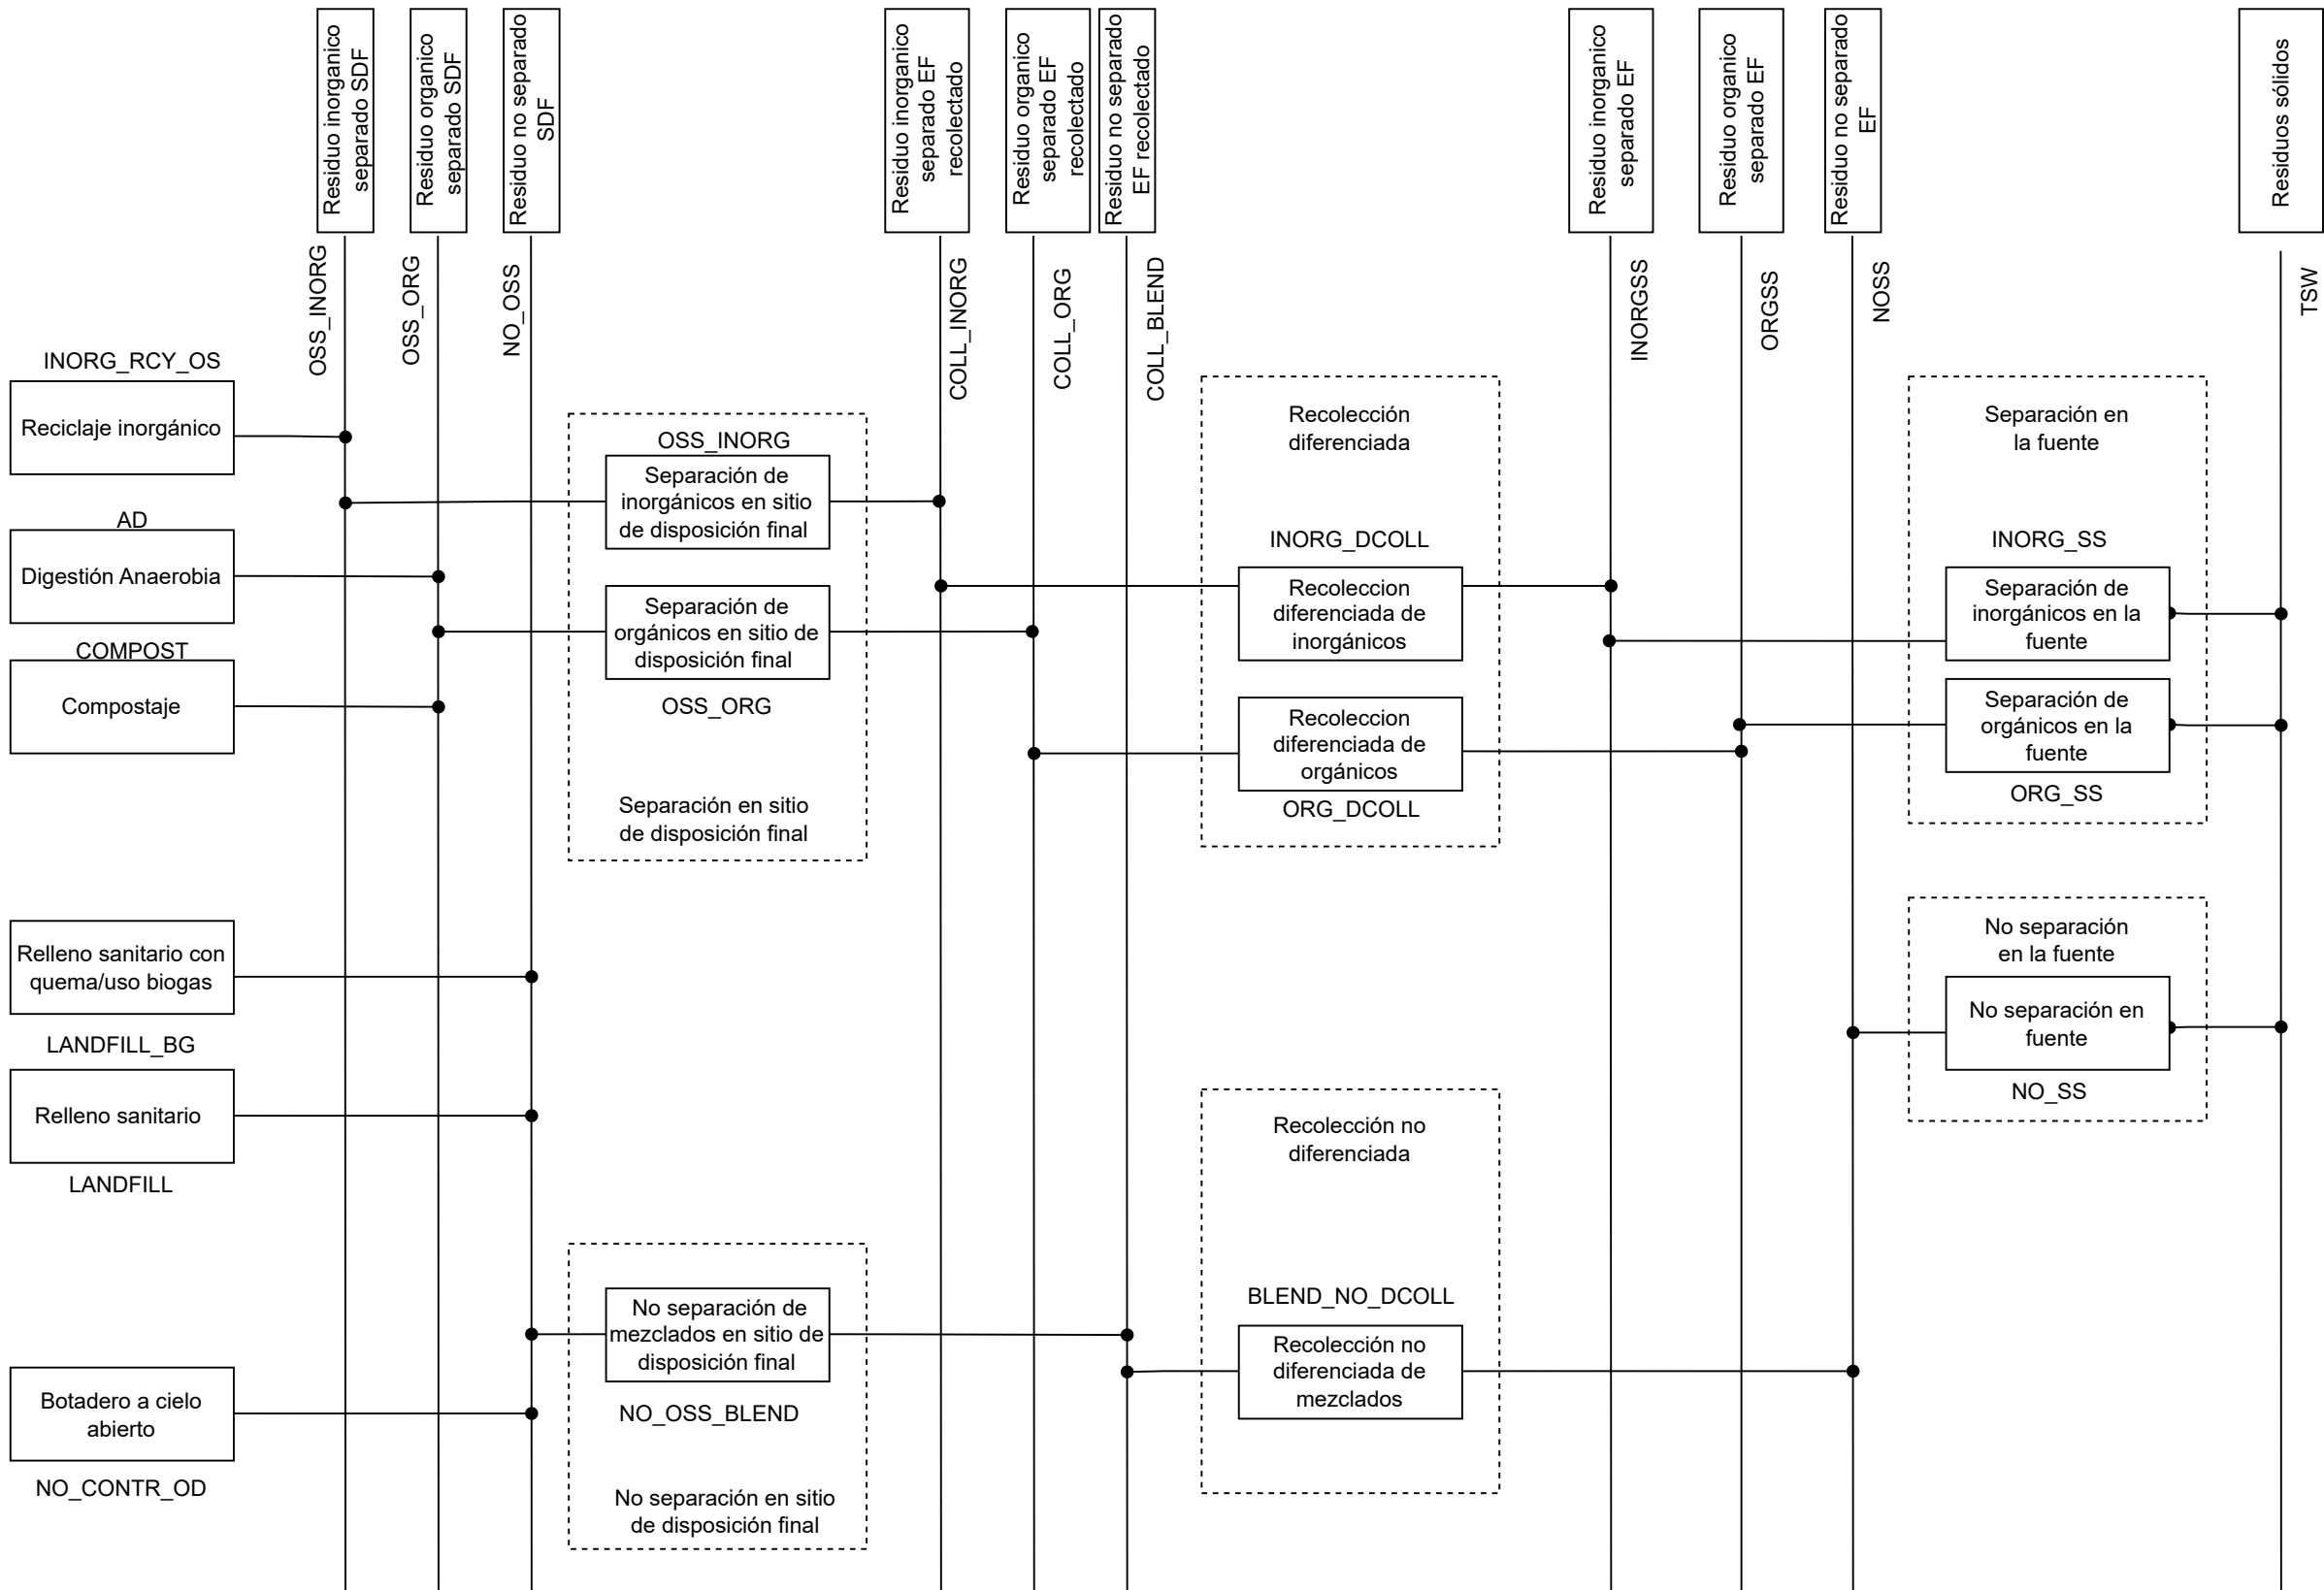 Residuo inorganico
separado SDF
Residuo organico
separado SDF
Residuo no separado
SDF
Residuo inorganico
separado EF
recolectado
Residuo organico
separado EF
recolectado
Residuo no separado
EF recolectado
Residuo inorganico
separado EF
Residuo organico
separado EF
Residuo no separado
EF
Residuos sólidos
OSS_INORG
OSS_ORG
NO_OSS
COLL_INORG
COLL_ORG
COLL_BLEND
INORGSS
ORGSS
NOSS
TSW
INORG_RCY_OS
Reciclaje inorgánico
AD
Digestión Anaerobia
COMPOST
Compostaje
Relleno sanitario con
quema/uso biogas
LANDFILL_BG
Relleno sanitario
LANDFILL
Botadero a cielo
abierto
NO_CONTR_OD
OSS_INORG
Separación de
inorgánicos en sitio
de disposición final
Separación de
orgánicos en sitio de
disposición final
OSS_ORG
Separación en sitio
de disposición final
No separación de
mezclados en sitio de
disposición final
NO_OSS_BLEND
No separación en sitio
de disposición final
Recolección
diferenciada
INORG_DCOLL
Recoleccion
diferenciada de
inorgánicos
Recoleccion
diferenciada de
orgánicos
ORG_DCOLL
Recolección no
diferenciada
BLEND_NO_DCOLL
Recolección no
diferenciada de
mezclados
Separación en
la fuente
INORG_SS
Separación de
inorgánicos en la
fuente
Separación de
orgánicos en la
fuente
ORG_SS
No separación
en la fuente
No separación en
fuente
NO_SS